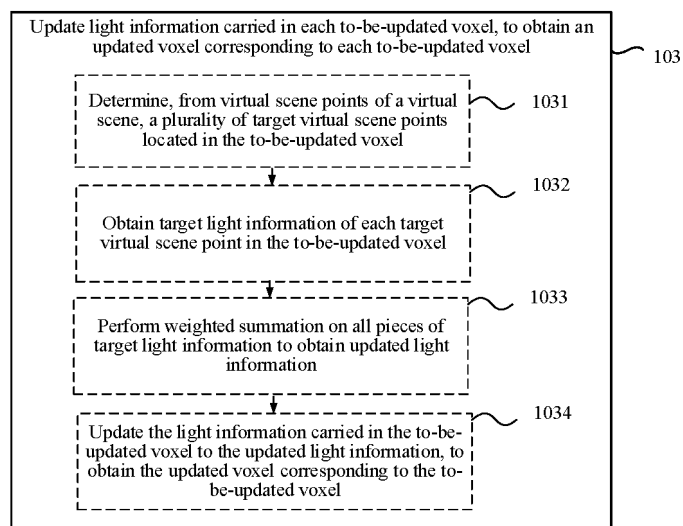 Update light information carried in each to-be-updated voxel, to obtain an
updated voxel corresponding to each to-be-updated voxel
103
Determine, from virtual scene points of a virtual
scene, a plurality of target virtual scene points
located in the to-be-updated voxel
1031
Obtain target light information of each target
virtual scene point in the to-be-updated voxel
1032
Perform weighted summation on all pieces of
target light information to obtain updated light
information
1033
Update the light information carried in the to-be-
updated voxel to the updated light information, to
obtain the updated voxel corresponding to the to-
be-updated voxel
1034